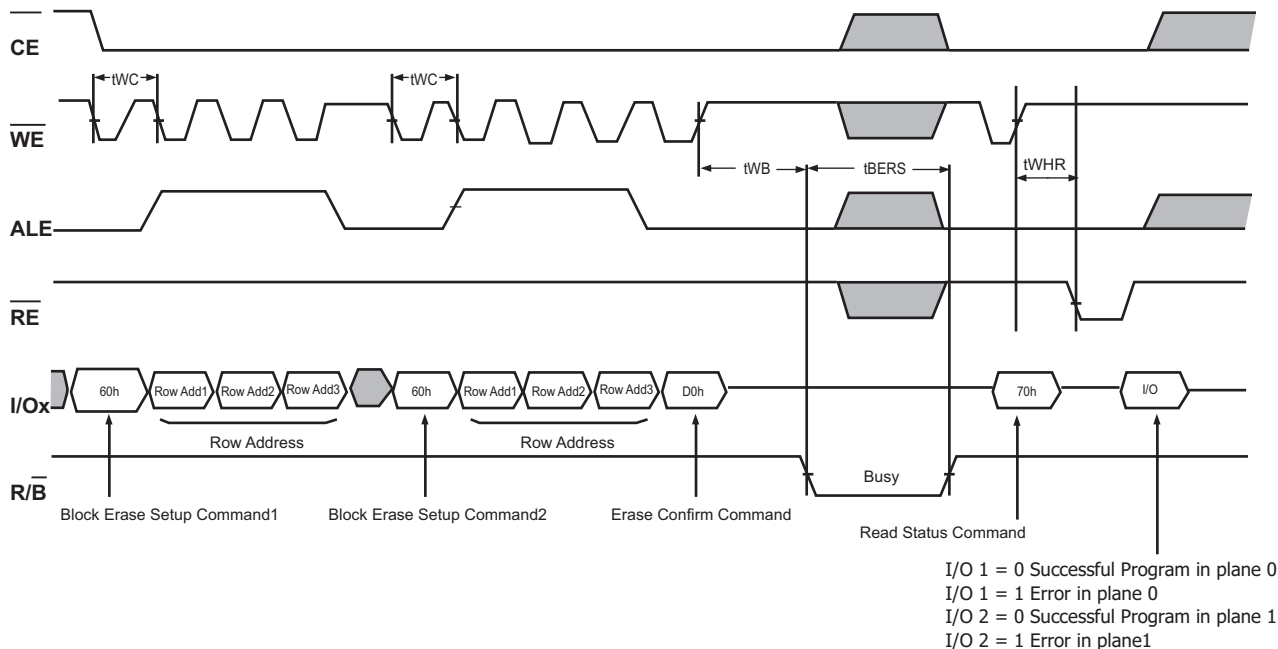 CE
tWC
tWC
WE
tWB
tBERS
tWHR
ALE
RE
I/Ox
60h
Row Add1
Row Add2
Row Add3
60h
Row Add1
Row Add2
Row Add3
D0h
70h
I/O
Row Address
Row Address
R/B
Busy
Block Erase Setup Command1
Block Erase Setup Command2
Erase Confirm Command
Read Status Command
I/O 1 = 0 Successful Program in plane 0
I/O 1 = 1 Error in plane 0
I/O 2 = 0 Successful Program in plane 1
I/O 2 = 1 Error in plane1